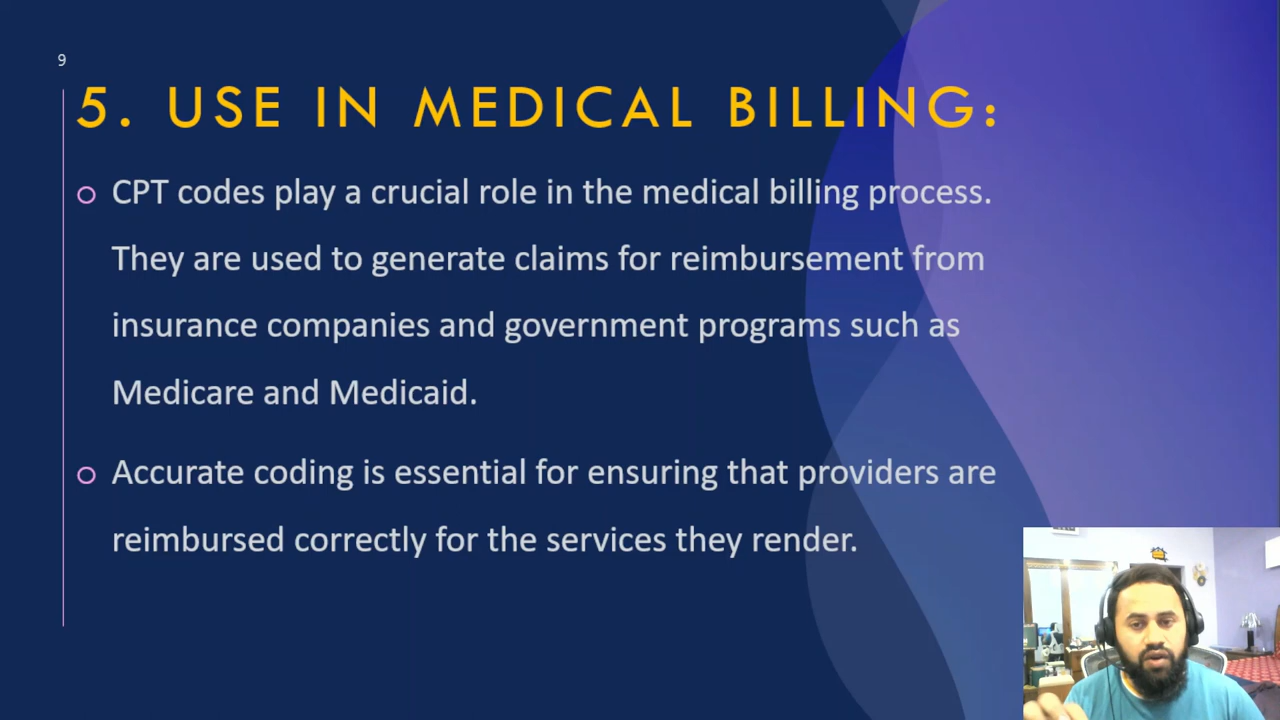 9
5. USE IN MEDICAL BILLING:
CPT codes play a crucial role in the medical billing process.
They are used to generate claims for reimbursement from
insurance companies and government programs such as
Medicare and Medicaid.
Accurate coding is essential for ensuring that providers are
reimbursed correctly for the services they render.